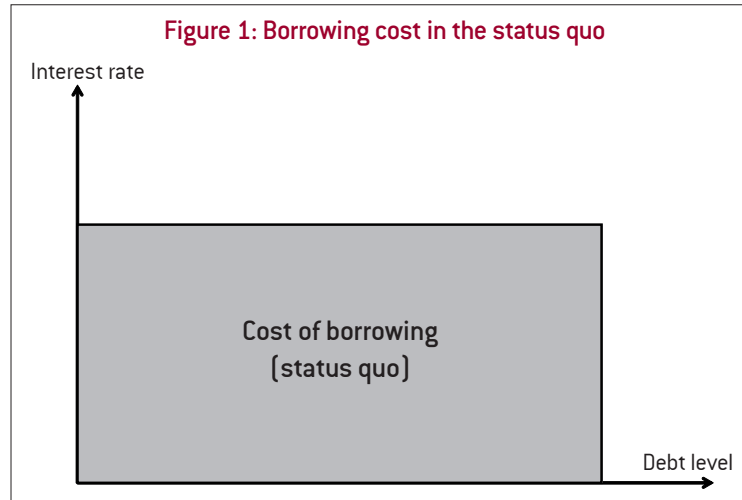 Figure 1: Borrowing cost in the status quo
Interest rate
Cost of borrowing
(status quo)
Debt level